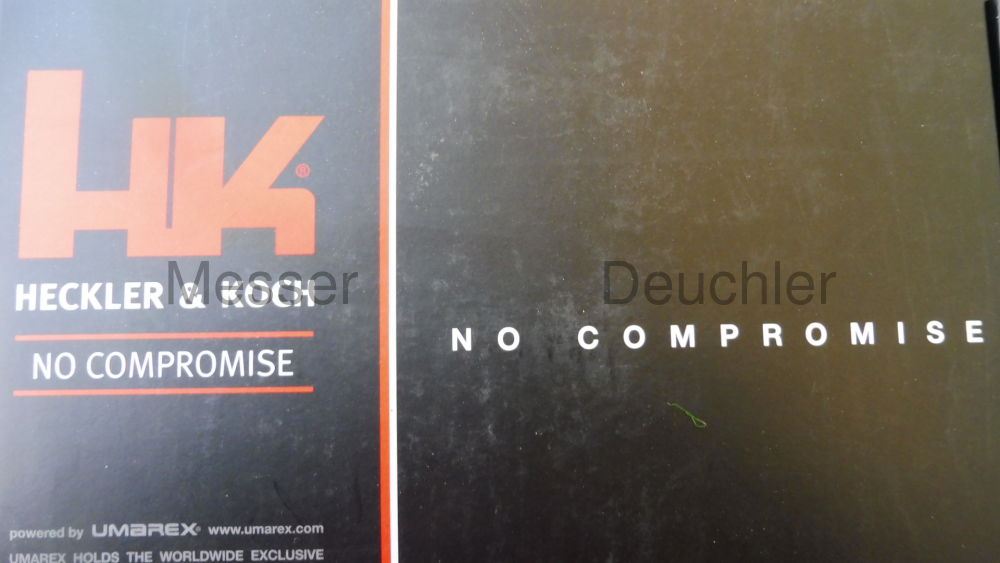 HK®
HECKLER & KOCH
NO COMPROMISE
powered by UMAREX® www.umarex.com
UMAREX HOLDS THE WORLDWIDE EXCLUSIVE
NO COMPROMISE
Messer Deuchler